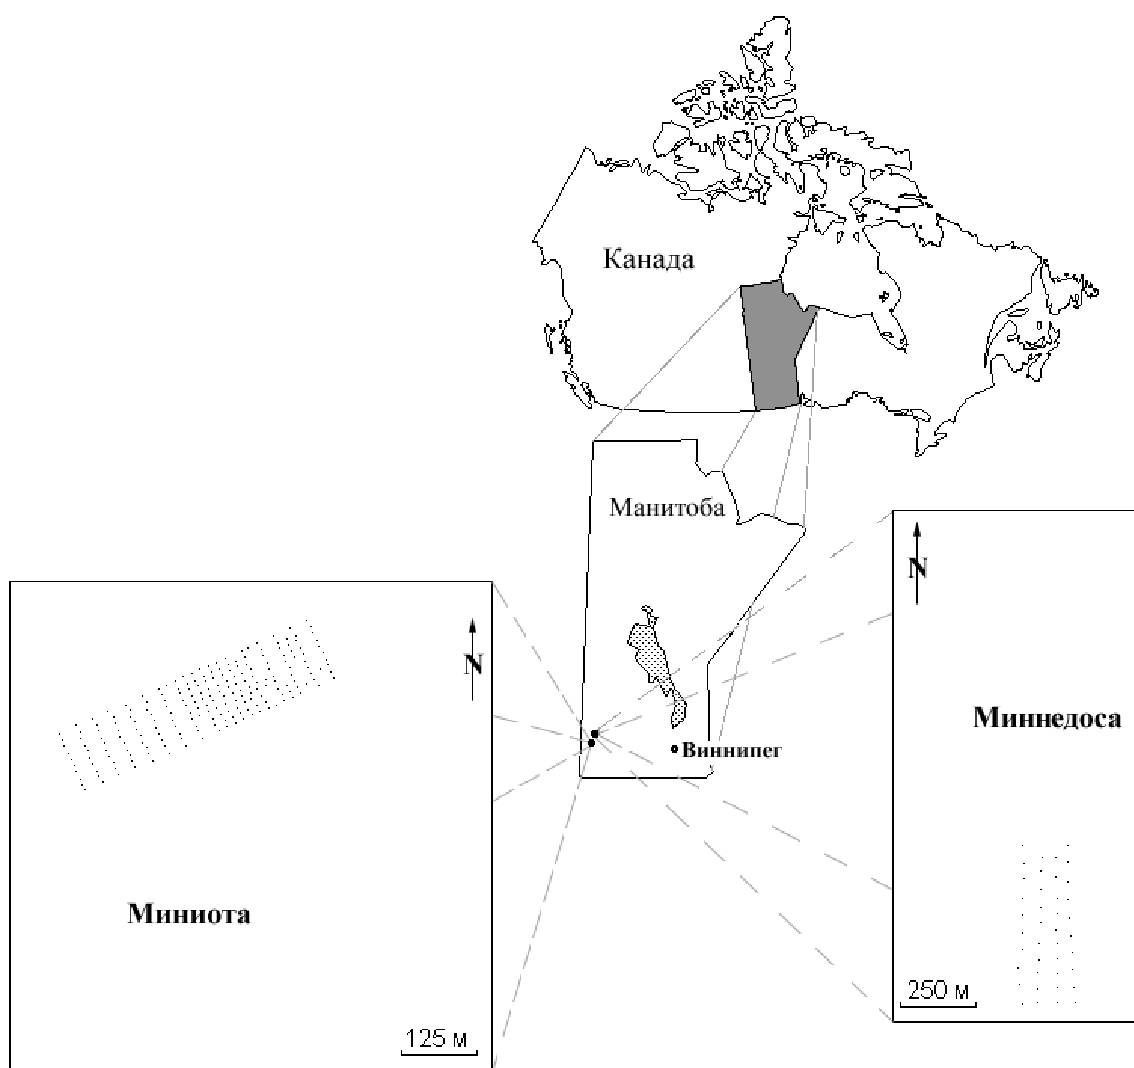 Канада
Манитоба
N
N
Миннедоса
Виннипег
Миниота
250 м
125 м